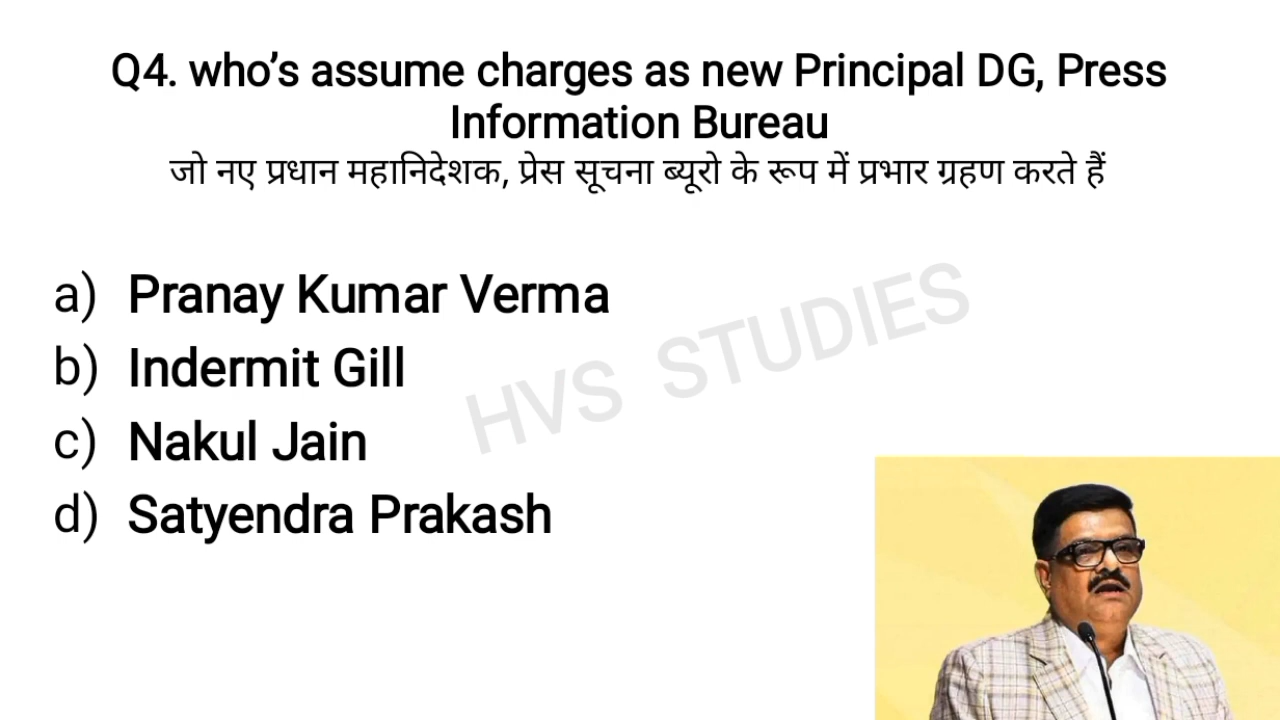 Q4. who’s assume charges as new Principal DG, Press
Information Bureau
जो नए प्रधान महानिदेशक, प्रेस सूचना ब्यूरो के रूप में प्रभार ग्रहण करते हैं
a) Pranay Kumar Verma
b) Indermit Gill
c) Nakul Jain
d) Satyendra Prakash
HVS STUDIES